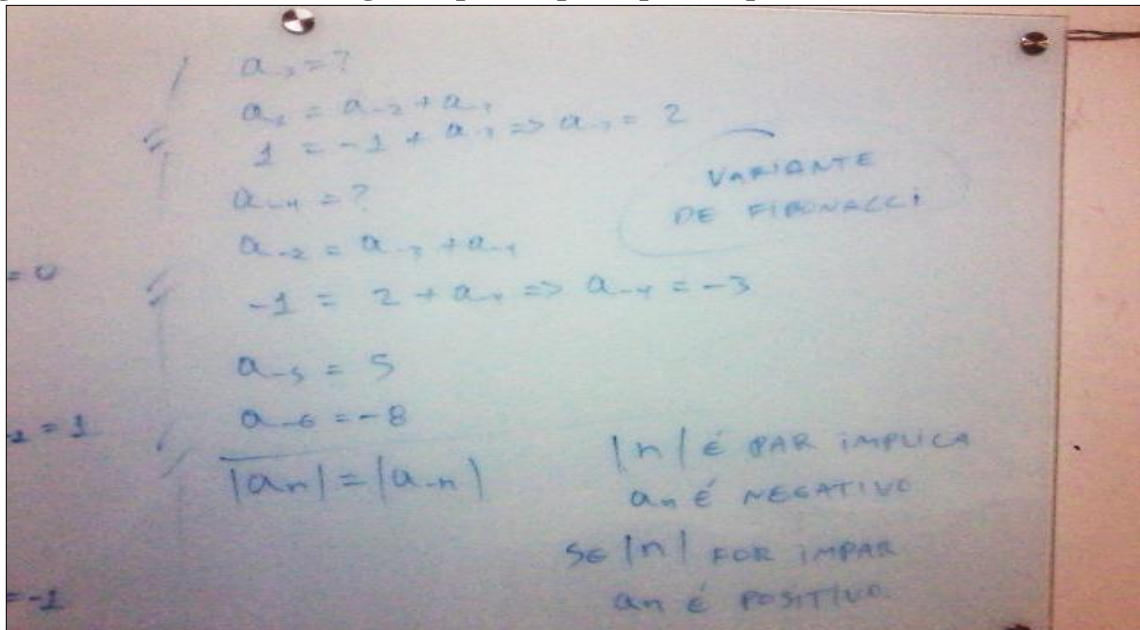 a₋₃ = ?
a₋₁ = a₋₂ + a₋₃
1 = -1 + a₋₃ => a₋₃ = 2
a₋₄ = ?
a₋₂ = a₋₃ + a₋₄
-1 = 2 + a₋₄ => a₋₄ = -3
a₋₅ = 5
a₋₆ = -8
|aₙ| = |a₋ₙ|
VARIANTE
DE FIBONACCI
|n| É PAR IMPLICA
aₙ É NEGATIVO
SE |n| FOR IMPAR
aₙ É POSITIVO.
= 0
= 1
= -1